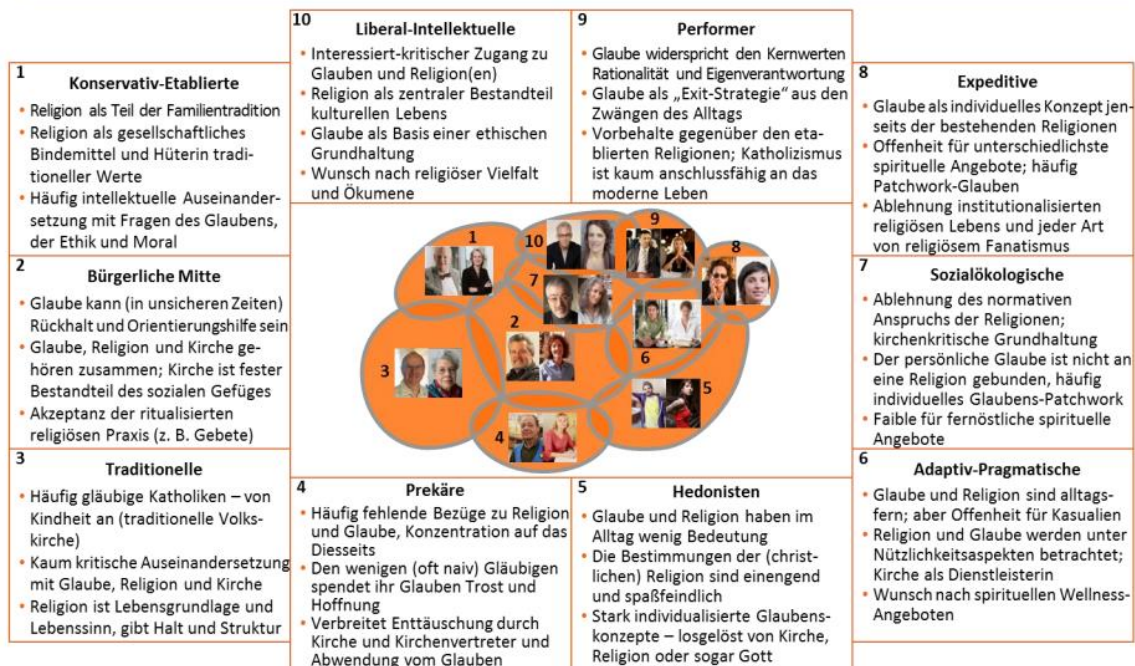 1
Konservativ-Etablierte
• Religion als Teil der Familientradition
• Religion als gesellschaftliches
Bindemittel und Hüterin tradi-
tioneller Werte
• Häufig intellektuelle Auseinander-
setzung mit Fragen des Glaubens,
der Ethik und Moral
2
Bürgerliche Mitte
• Glaube kann (in unsicheren Zeiten)
Rückhalt und Orientierungshilfe sein
• Glaube, Religion und Kirche ge-
hören zusammen; Kirche ist fester
Bestandteil des sozialen Gefüges
• Akzeptanz der ritualisierten
religiösen Praxis (z. B. Gebete)
3
Traditionelle
• Häufig gläubige Katholiken – von
Kindheit an (traditionelle Volks-
kirche)
• Kaum kritische Auseinandersetzung
mit Glaube, Religion und Kirche
• Religion ist Lebensgrundlage und
Lebenssinn, gibt Halt und Struktur
10
Liberal-Intellektuelle
• Interessiert-kritischer Zugang zu
Glauben und Religion(en)
• Religion als zentraler Bestandteil
kulturellen Lebens
• Glaube als Basis einer ethischen
Grundhaltung
• Wunsch nach religiöser Vielfalt
und Ökumene
9
Performer
• Glaube widerspricht den Kernwerten
Rationalität und Eigenverantwortung
• Glaube als „Exit-Strategie“ aus den
Zwängen des Alltags
• Vorbehalte gegenüber den eta-
blierten Religionen; Katholizismus
ist kaum anschlussfähig an das
moderne Leben
1
10
9
8
7
2
6
3
5
4
4
Prekäre
• Häufig fehlende Bezüge zu Religion
und Glaube, Konzentration auf das
Diesseits
• Den wenigen (oft naiv) Gläubigen
spendet ihr Glauben Trost und
Hoffnung
• Verbreitet Enttäuschung durch
Kirche und Kirchenvertreter und
Abwendung vom Glauben
5
Hedonisten
• Glaube und Religion haben im
Alltag wenig Bedeutung
• Die Bestimmungen der (christ-
lichen) Religion sind einengend
und spaßfeindlich
• Stark individualisierte Glaubens-
konzepte – losgelöst von Kirche,
Religion oder sogar Gott
8
Expeditive
• Glaube als individuelles Konzept jen-
seits der bestehenden Religionen
• Offenheit für unterschiedlichste
spirituelle Angebote; häufig
Patchwork-Glauben
• Ablehnung institutionalisierten
religiösen Lebens und jeder Art
von religiösem Fanatismus
7
Sozialökologische
• Ablehnung des normativen
Anspruchs der Religionen;
kirchenkritische Grundhaltung
• Der persönliche Glaube ist nicht an
eine Religion gebunden, häufig
individuelles Glaubens-Patchwork
• Faible für fernöstliche spirituelle
Angebote
6
Adaptiv-Pragmatische
• Glaube und Religion sind alltags-
fern; aber Offenheit für Kasualien
• Religion und Glaube werden unter
Nützlichkeitsaspekten betrachtet;
Kirche als Dienstleisterin
• Wunsch nach spirituellen Wellness-
Angeboten